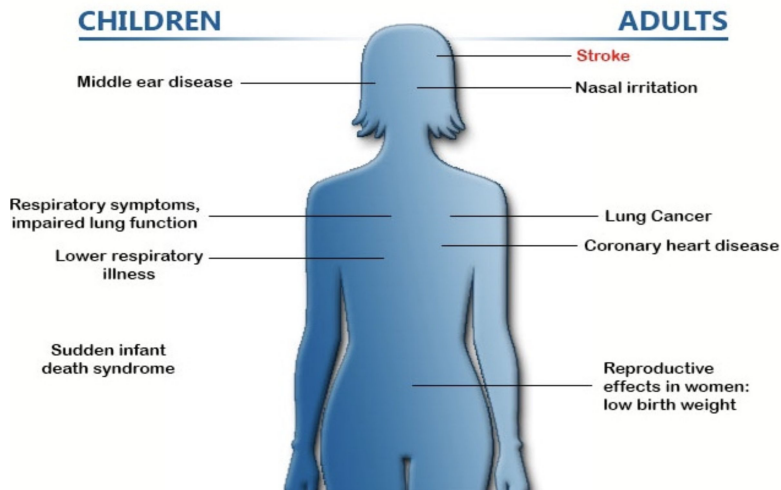 CHILDREN
ADULTS
Stroke
Middle ear disease
Nasal irritation
Respiratory symptoms,
impaired lung function
Lung Cancer
Coronary heart disease
Lower respiratory
illness
Sudden infant
death syndrome
Reproductive
effects in women:
low birth weight